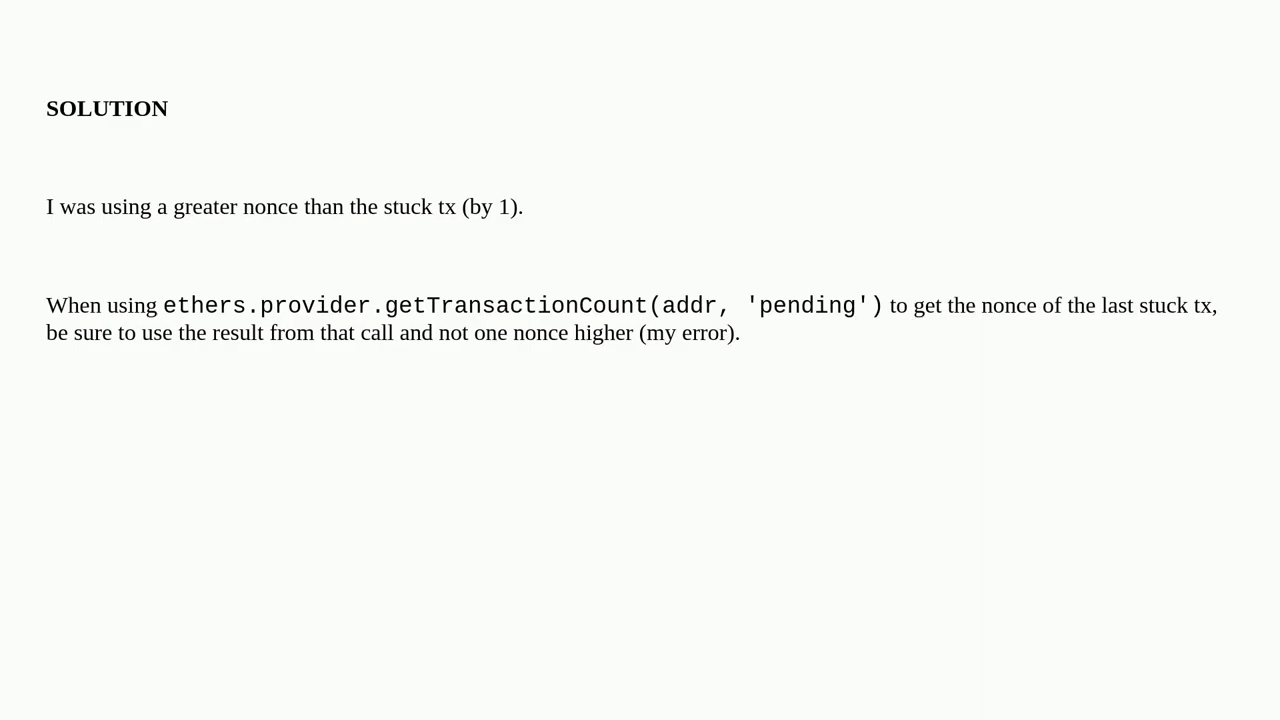 SOLUTION
I was using a greater nonce than the stuck tx (by 1).
When using ethers.provider.getTransactionCount(addr, 'pending') to get the nonce of the last stuck tx,
be sure to use the result from that call and not one nonce higher (my error).